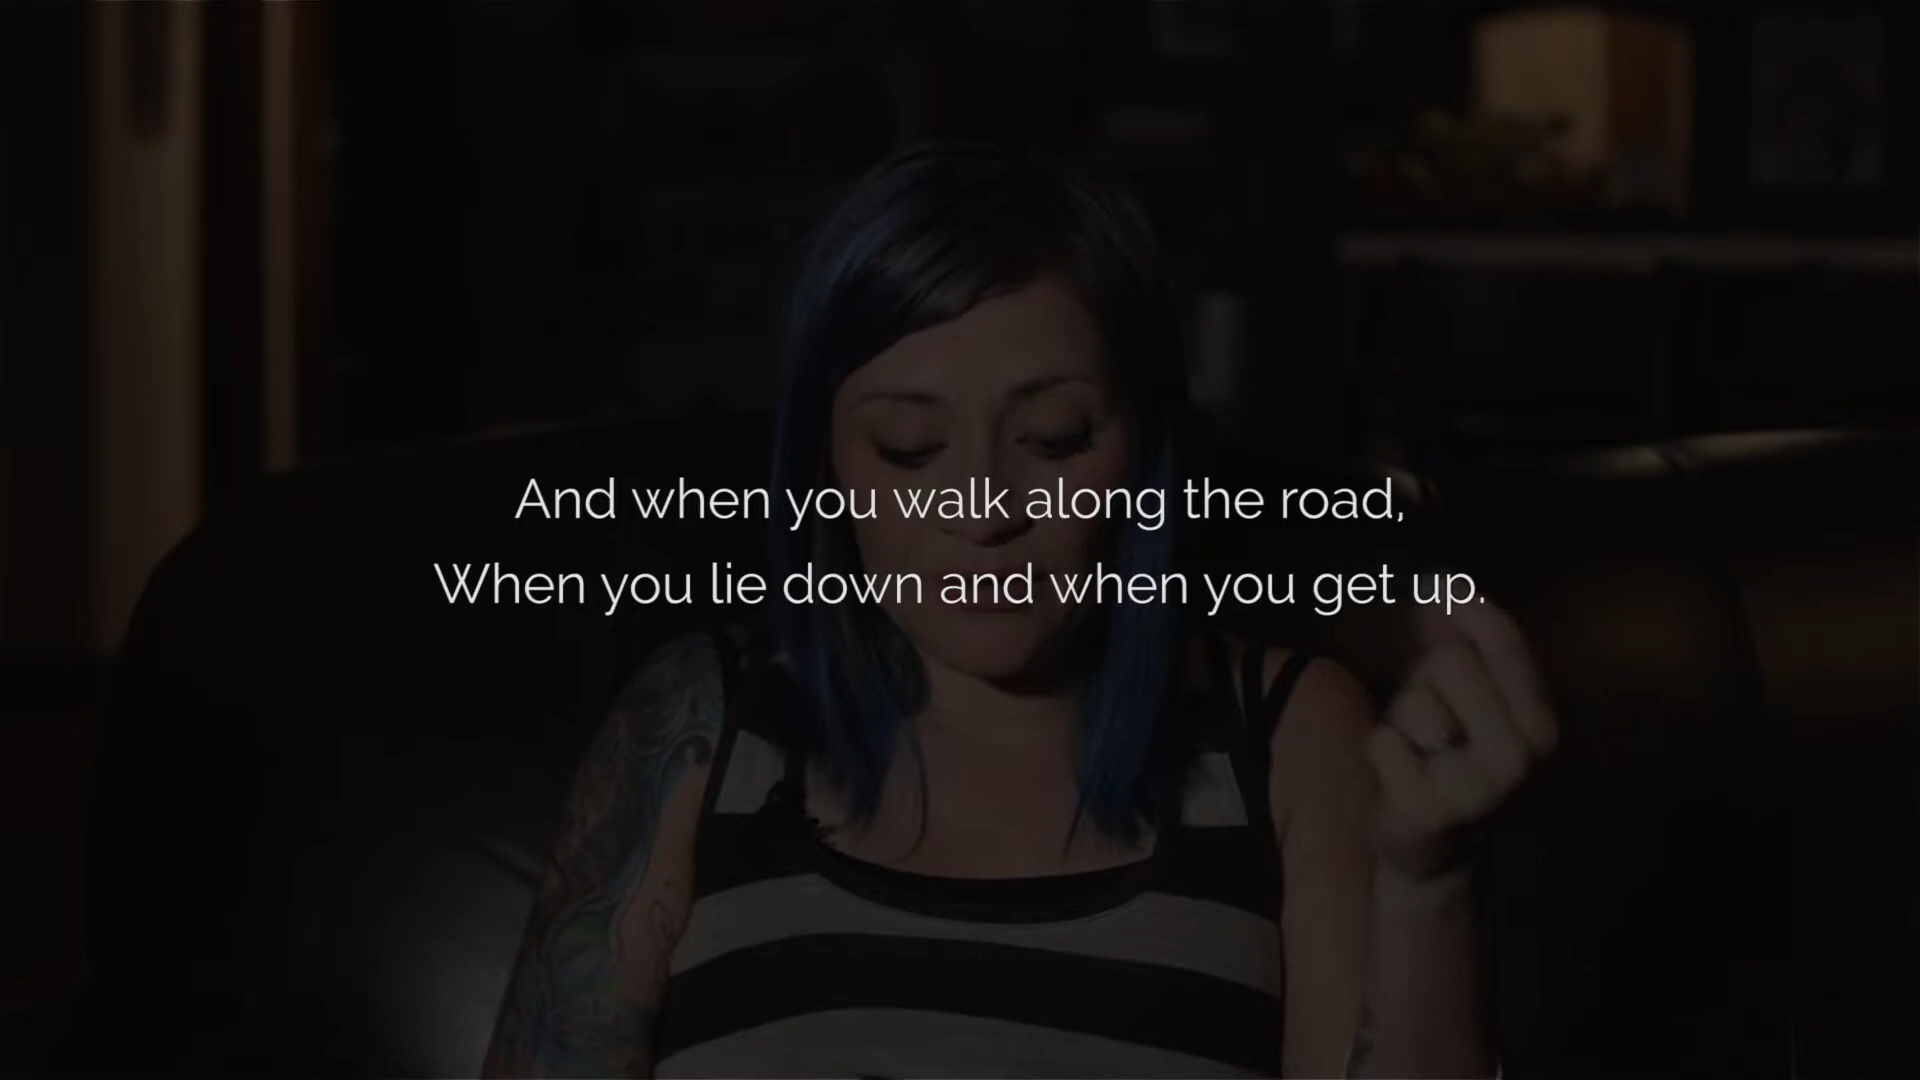 And when you walk along the road,
When you lie down and when you get up.